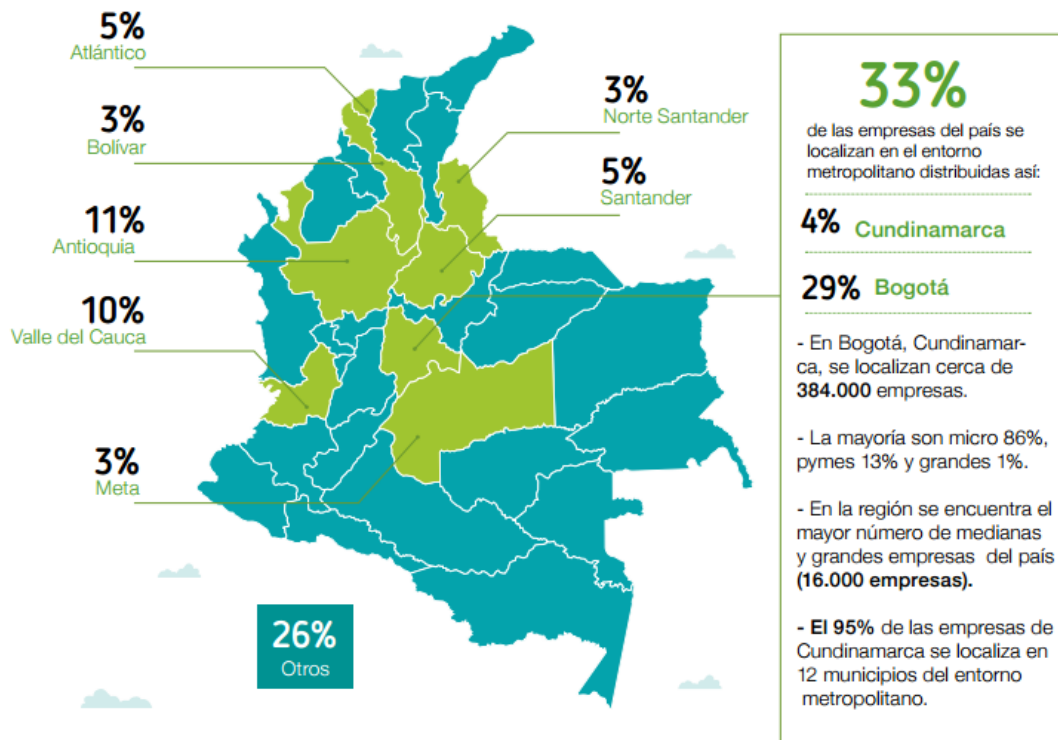 5%
Atlántico
3%
Bolívar
11%
Antioquia
10%
Valle del Cauca
3%
Meta
3%
Norte Santander
5%
Santander
26%
Otros
33%
de las empresas del país se
localizan en el entorno
metropolitano distribuidas así:
4% Cundinamarca
29% Bogotá
- En Bogotá, Cundinamar-
ca, se localizan cerca de
384.000 empresas.
- La mayoría son micro 86%,
pymes 13% y grandes 1%.
- En la región se encuentra el
mayor número de medianas
y grandes empresas del país
(16.000 empresas).
- El 95% de las empresas de
Cundinamarca se localiza en
12 municipios del entorno
metropolitano.